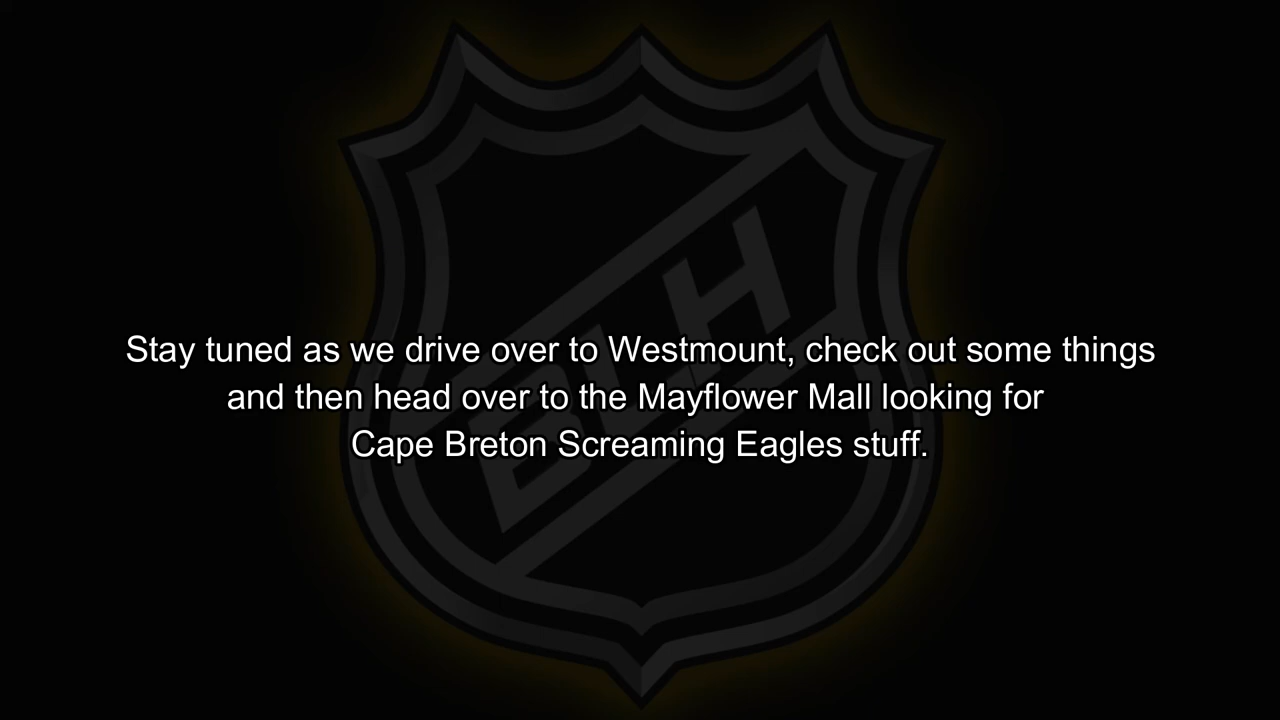 BLH
Stay tuned as we drive over to Westmount, check out some things
and then head over to the Mayflower Mall looking for
Cape Breton Screaming Eagles stuff.